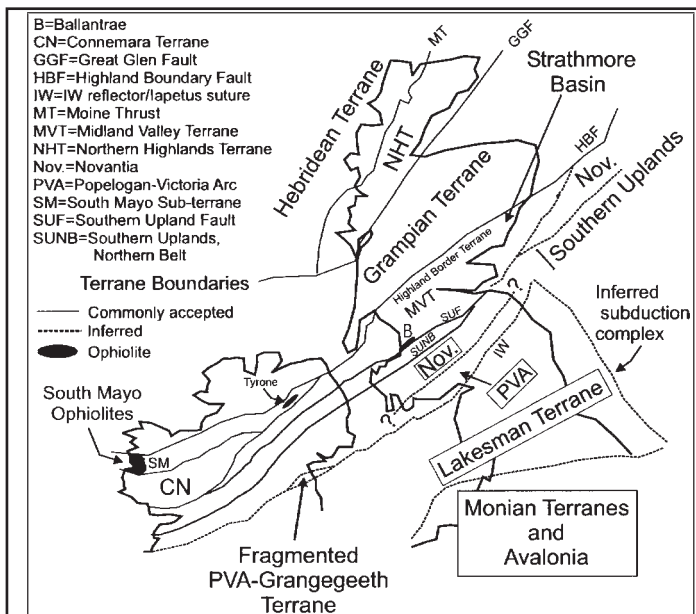 B=Ballantrae
CN=Connemara Terrane
GGF=Great Glen Fault
HBF=Highland Boundary Fault
IW=IW reflector/Iapetus suture
MT=Moine Thrust
MVT=Midland Valley Terrane
NHT=Northern Highlands Terrane
Nov.=Novantia
PVA=Popelogan-Victoria Arc
SM=South Mayo Sub-terrane
SUF=Southern Upland Fault
SUNB=Southern Uplands,
Northern Belt
Terrane Boundaries
Commonly accepted
Inferred
Ophiolite
MT
GGF
Hebridean Terrane
NHT
Strathmore
Basin
HBF
Nov.
Southern Uplands
Grampian Terrane
Highland Border Terrane
MVT
?
Inferred
subduction
complex
B
SUF
SUNB
Nov.
IW
PVA
Tyrone
South Mayo
Ophiolites
SM
CN
?
Lakesman Terrane
Monian Terranes
and
Avalonia
Fragmented
PVA-Grangegeeth
Terrane